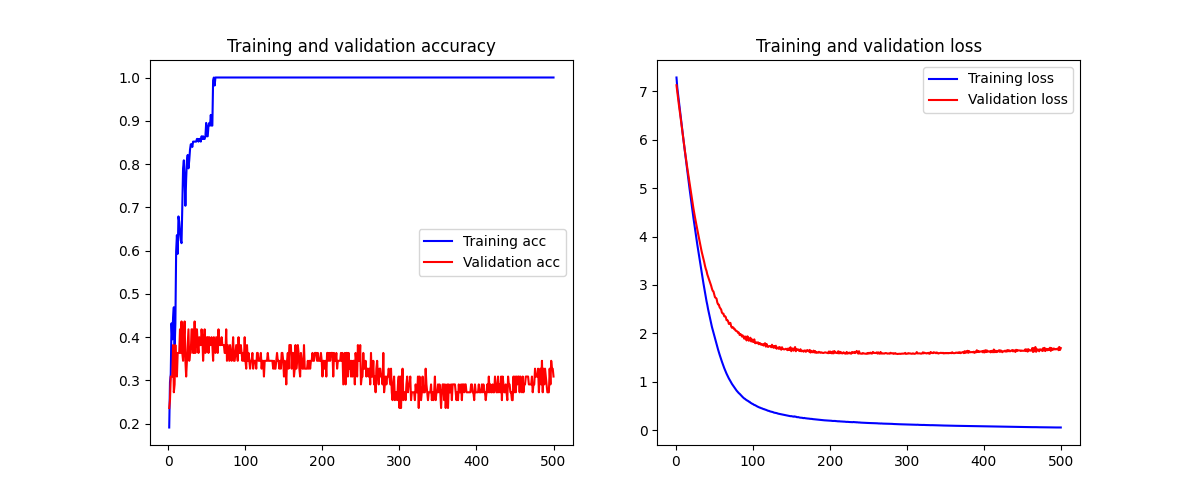 Training and validation accuracy
1.0
0.9
0.8
0.7
0.6
0.5
0.4
0.3
0.2
0 100 200 300 400 500
Training acc
Validation acc
Training and validation loss
7
6
5
4
3
2
1
0
0 100 200 300 400 500
Training loss
Validation loss